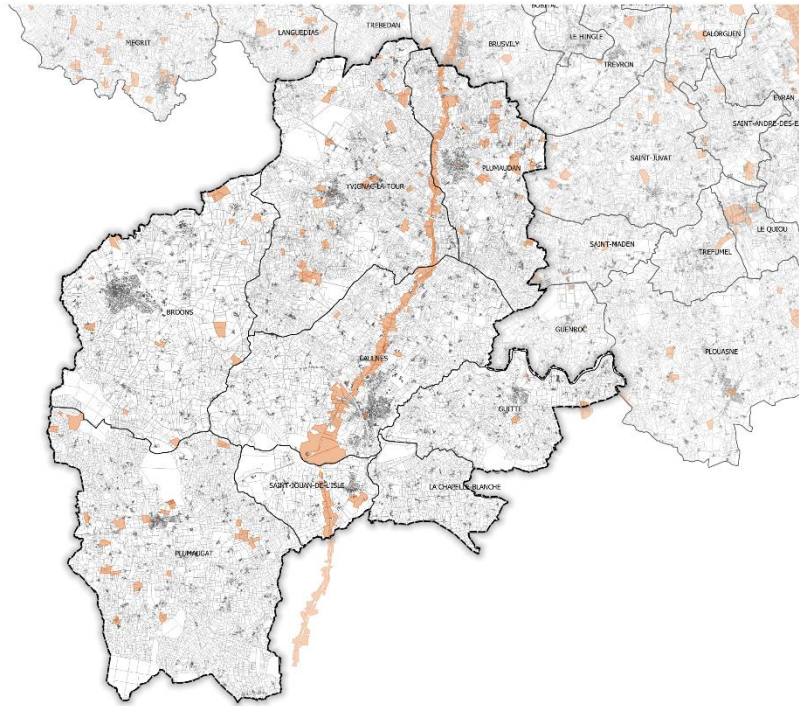 LANGUEDIAS
TREBEDAN
MEGRIT
BRUSVILY
LE HINGLE
TREVRON
CALORGUEN
EVRAN
SAINT-ANDRE-DES-E
SAINT-JUVAT
PLUMAUDAN
YVIGNAC-LA-TOUR
LE QUIOU
SAINT-MADEN
TREFUMEL
BROONS
GUENROC
PLOUASNE
CAULNES
GUITTE
SAINT-JOUAN-DE-L'ISLE
LA CHAPELLE-BLANCHE
PLUMAUGAT